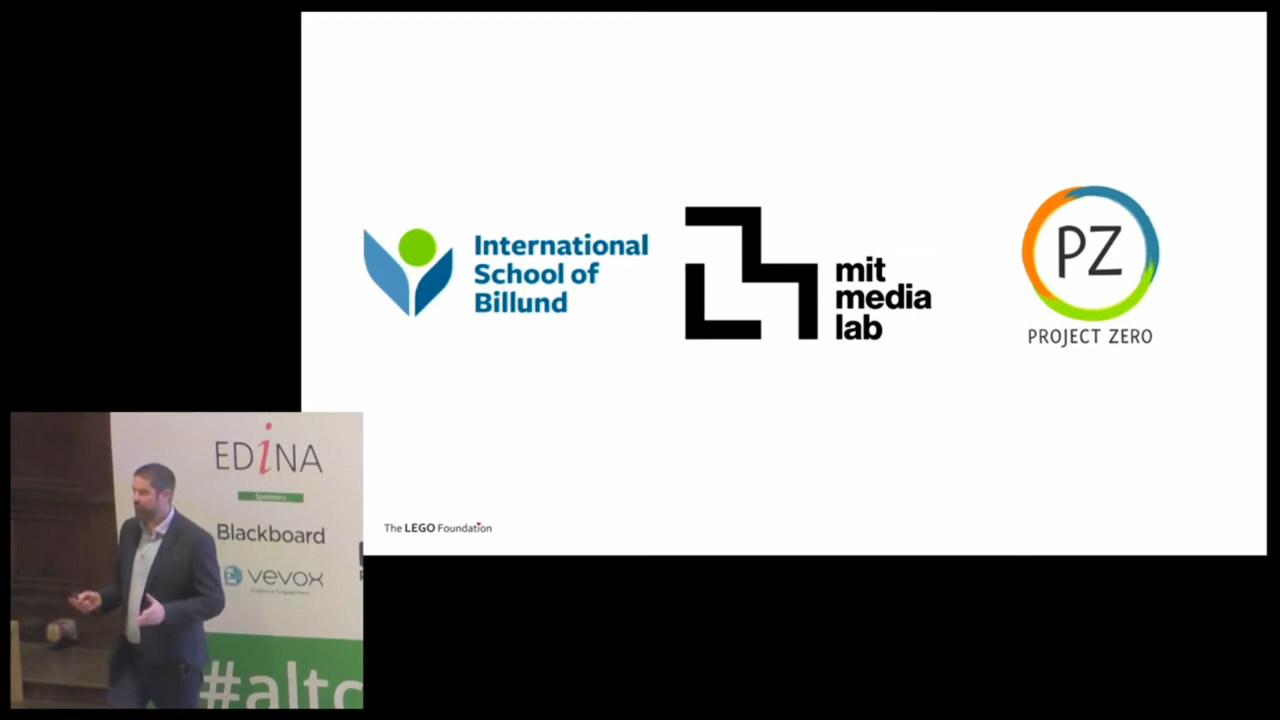 International
School of
Billund
mit
media
lab
PZ
PROJECT ZERO
The LEGO Foundation
EDiNA
Sponsors
Blackboard
vevox
#altc